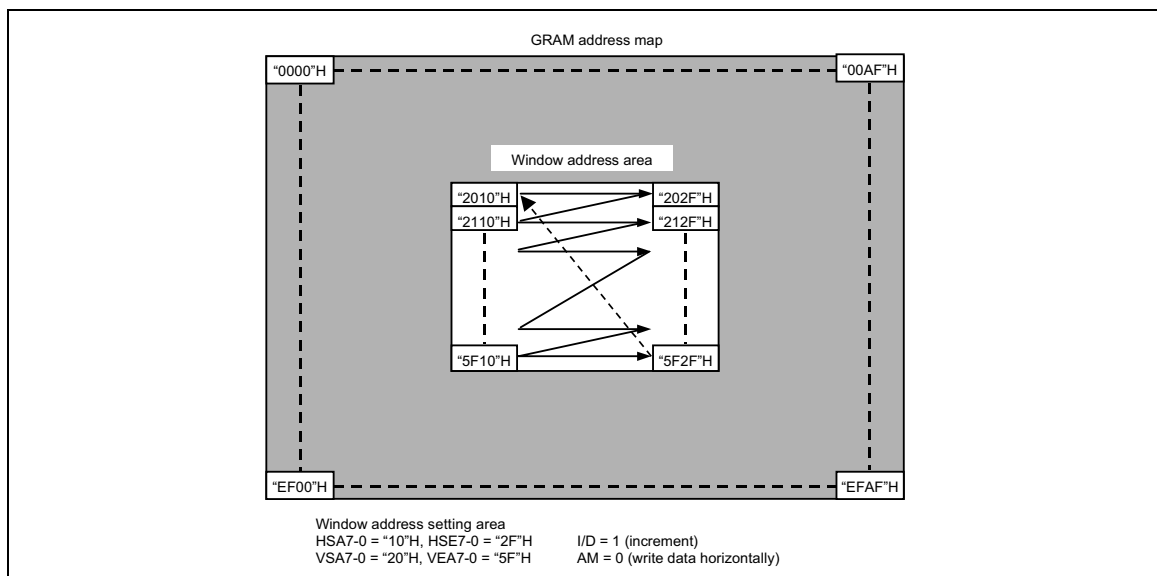 GRAM address map
“0000”H “00AF”H
Window address area
“2010”H “202F”H
“2110”H “212F”H
“5F10”H “5F2F”H
“EF00”H “EFAF”H
Window address setting area
HSA7-0 = “10”H, HSE7-0 = “2F”H I/D = 1 (increment)
VSA7-0 = “20”H, VEA7-0 = “5F”H AM = 0 (write data horizontally)